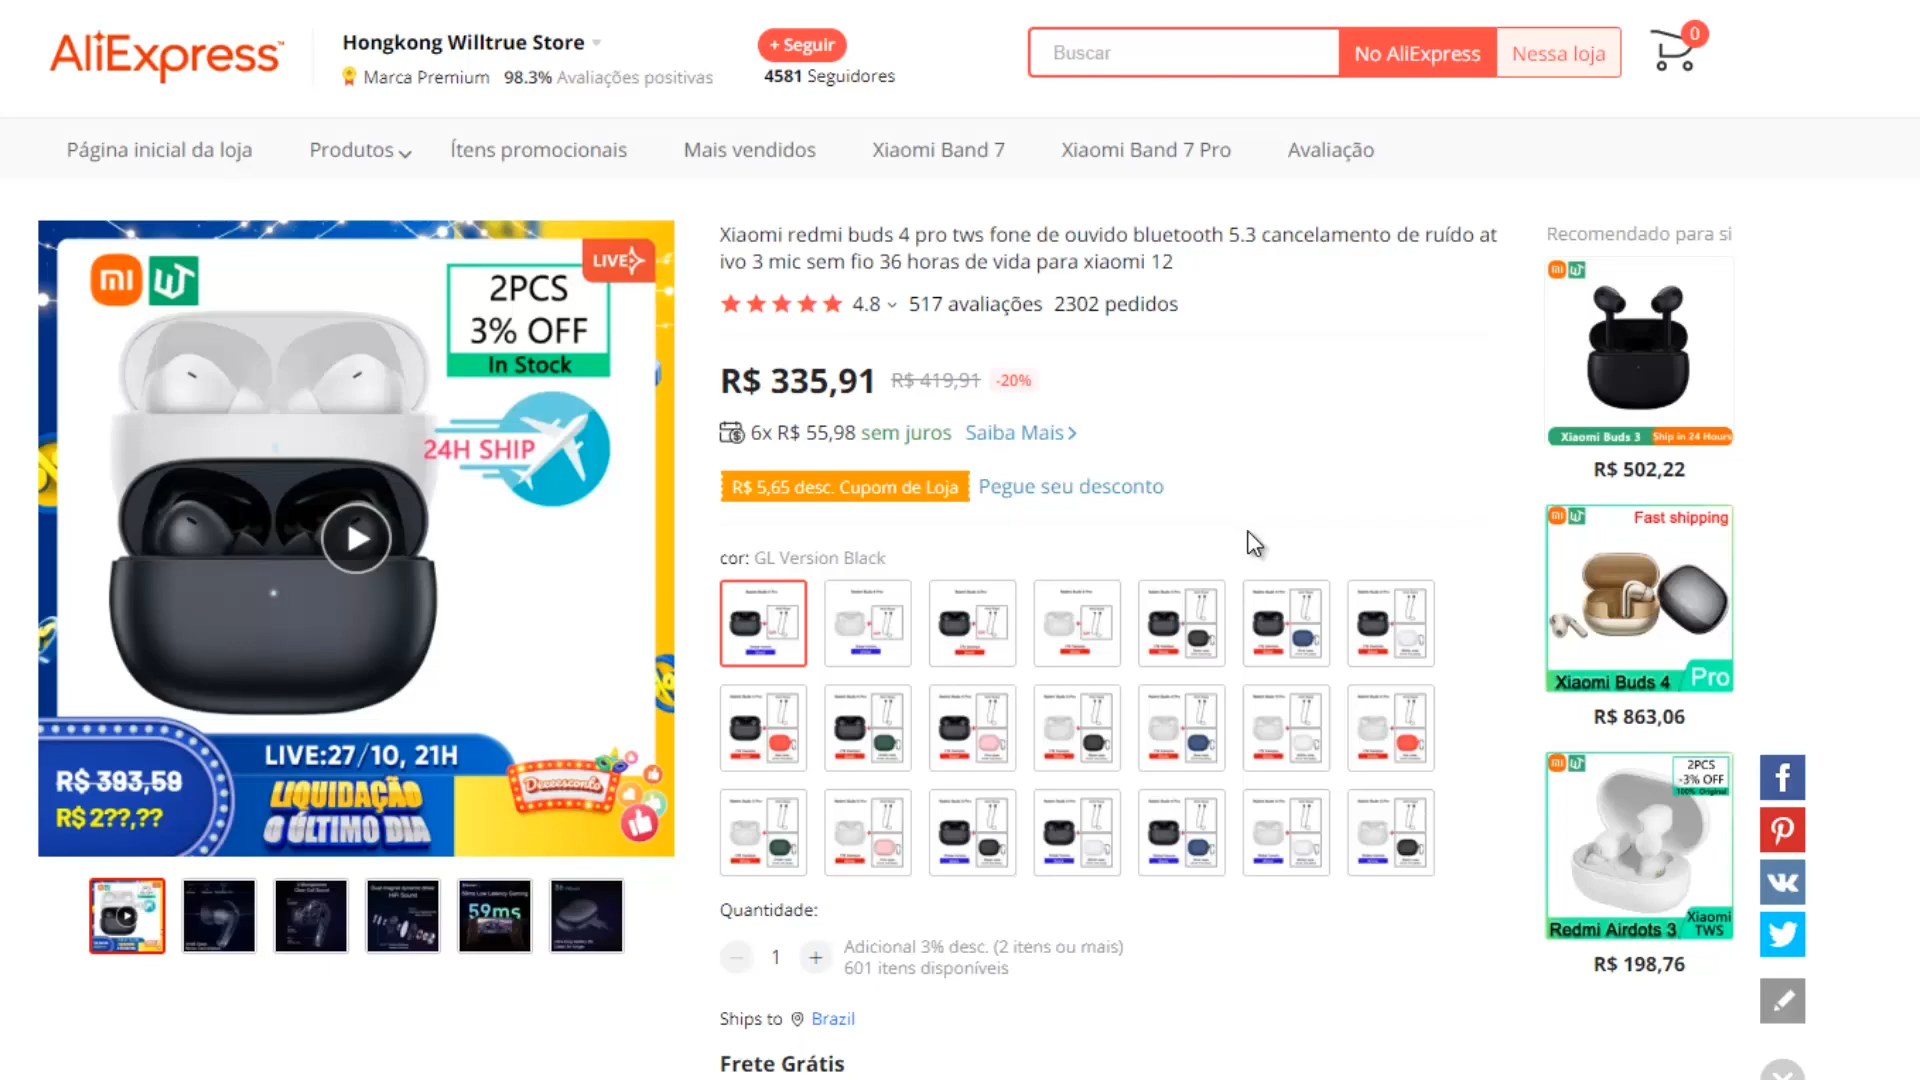 AliExpress
Hongkong Willtrue Store
Marca Premium 98.3% Avaliações positivas
+ Seguir
4581 Seguidores
Buscar
No AliExpress
Nessa loja
0
Página inicial da loja
Produtos
Ítens promocionais
Mais vendidos
Xiaomi Band 7
Xiaomi Band 7 Pro
Avaliação
LIVE
2PCS
3% OFF
In Stock
24H SHIP
LIVE:27/10, 21H
R$ 393,59
R$ 2??,??
LIQUIDAÇÃO
O ÚLTIMO DIA
59ms
Xiaomi redmi buds 4 pro tws fone de ouvido bluetooth 5.3 cancelamento de ruído at
ivo 3 mic sem fio 36 horas de vida para xiaomi 12
4.8 517 avaliações 2302 pedidos
R$ 335,91 R$ 419,91 -20%
6x R$ 55,98 sem juros Saiba Mais
R$ 5,65 desc. Cupom de Loja Pegue seu desconto
cor: GL Version Black
Quantidade:
1
Adicional 3% desc. (2 itens ou mais)
601 itens disponíveis
Ships to Brazil
Frete Grátis
Recomendado para si
Xiaomi Buds 3 Ship in 24 Hours
R$ 502,22
Fast shipping
Xiaomi Buds 4 Pro
R$ 863,06
2PCS
-3% OFF
100% Original
Redmi Airdots 3 Xiaomi TWS
R$ 198,76